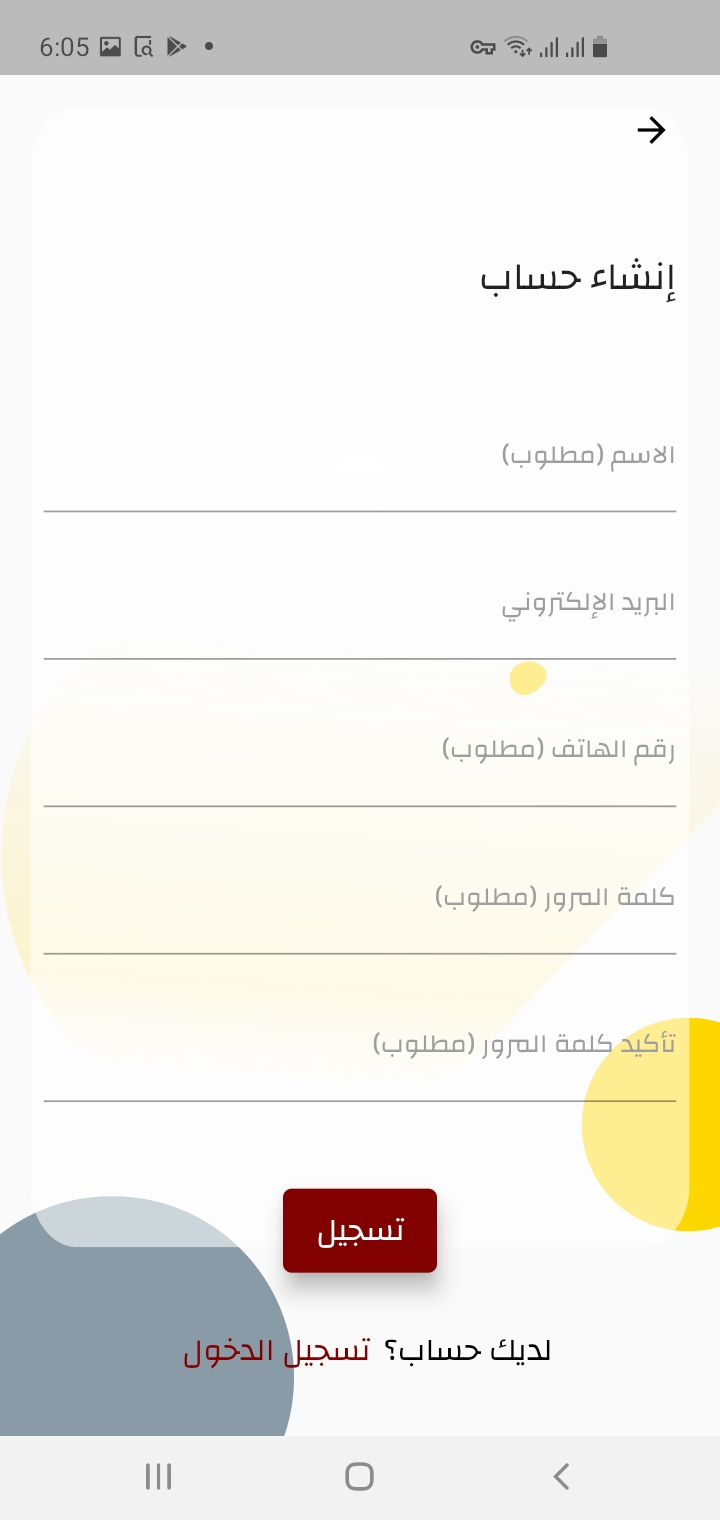 6:05
إنشاء حساب
الاسم (مطلوب)
البريد الإلكتروني
رقم الهاتف (مطلوب)
كلمة المرور (مطلوب)
تأكيد كلمة المرور (مطلوب)
تسجيل
لديك حساب؟ تسجيل الدخول